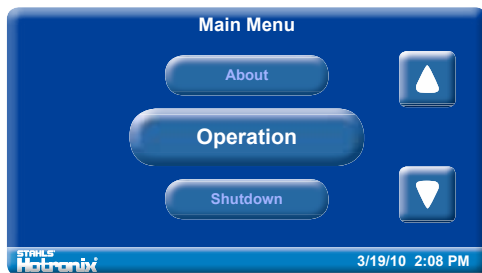 Main Menu
About
Operation
Shutdown
STAHLS'
Hotronix
3/19/10 2:08 PM